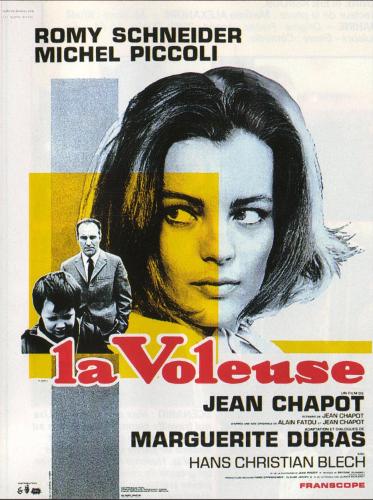 ROMY SCHNEIDER
MICHEL PICCOLI
la Voleuse
UN FILM DE
JEAN CHAPOT
SCENARIO DE JEAN CHAPOT
D'APRÈS UNE IDÉE ORIGINALE DE ALAIN FATOU ET JEAN CHAPOT
ADAPTATION ET DIALOGUES DE
MARGUERITE DURAS
AVEC
HANS CHRISTIAN BLECH
FRANSCOPE